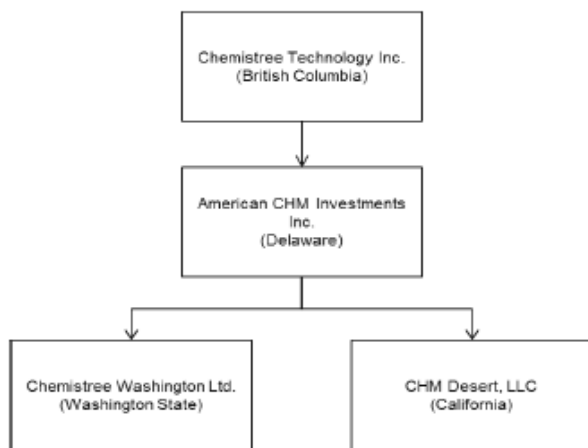 Chemistree Technology Inc.
(British Columbia)
American CHM Investments
Inc.
(Delaware)
Chemistree Washington Ltd.
(Washington State)
CHM Desert, LLC
(California)